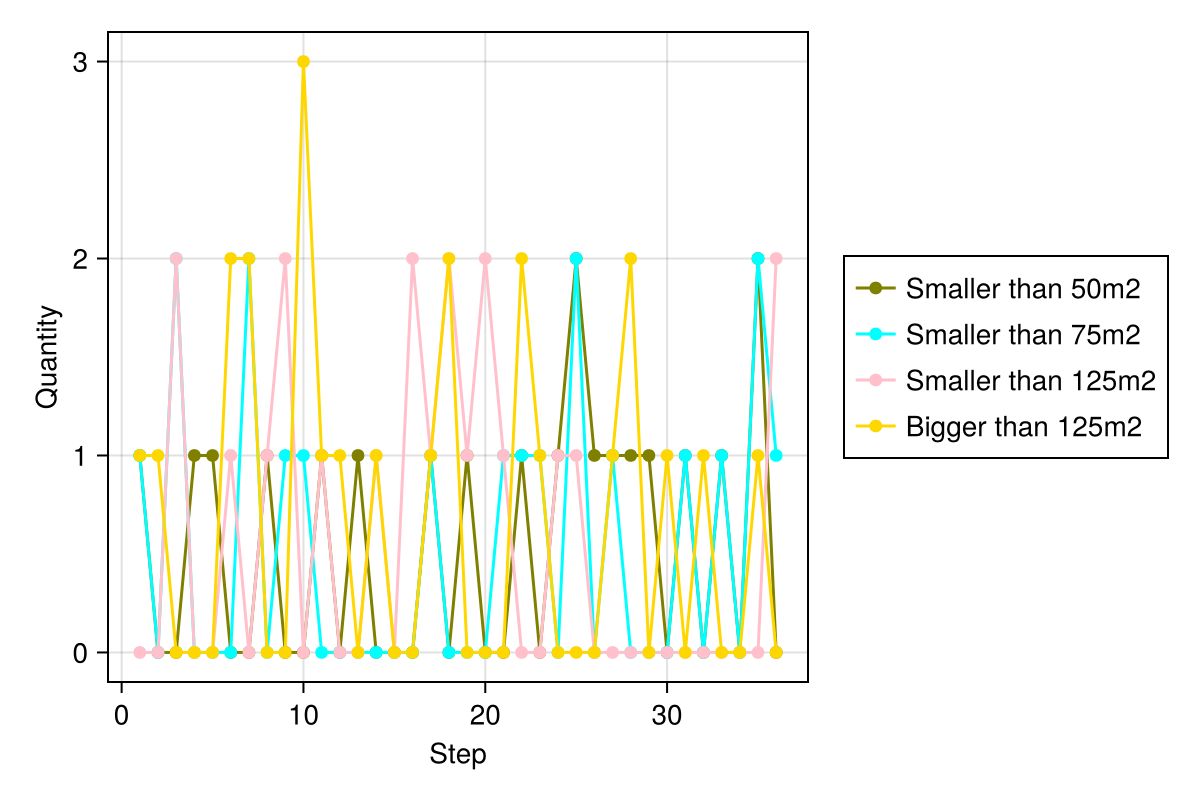 3
2
1
0
Quantity
0
10
20
30
Step
Smaller than 50m2
Smaller than 75m2
Smaller than 125m2
Bigger than 125m2